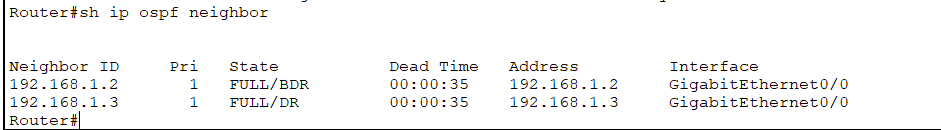 Router#sh ip ospf neighbor
Neighbor ID     Pri   State           Dead Time   Address         Interface
192.168.1.2       1   FULL/BDR        00:00:35    192.168.1.2     GigabitEthernet0/0
192.168.1.3       1   FULL/DR         00:00:35    192.168.1.3     GigabitEthernet0/0
Router#